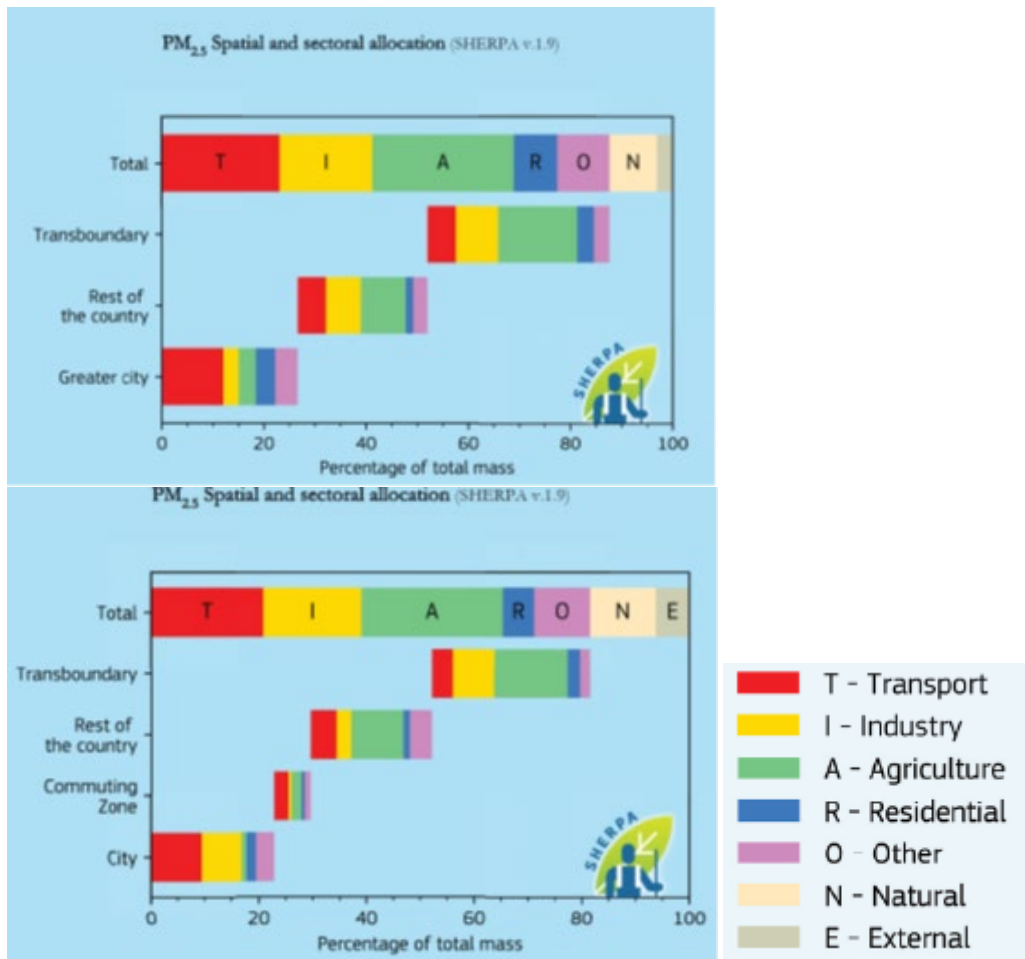 PM2.5 Spatial and sectoral allocation (SHERPA v.1.9)
Total
T I A R O N
Transboundary
Rest of
the country
Greater city
SHERPA
0 20 40 60 80 100
Percentage of total mass
PM2.5 Spatial and sectoral allocation (SHERPA v.1.9)
Total
T I A R O N E
Transboundary
Rest of
the country
Commuting
Zone
City
SHERPA
0 20 40 60 80 100
Percentage of total mass
T - Transport
I - Industry
A - Agriculture
R - Residential
O - Other
N - Natural
E - External